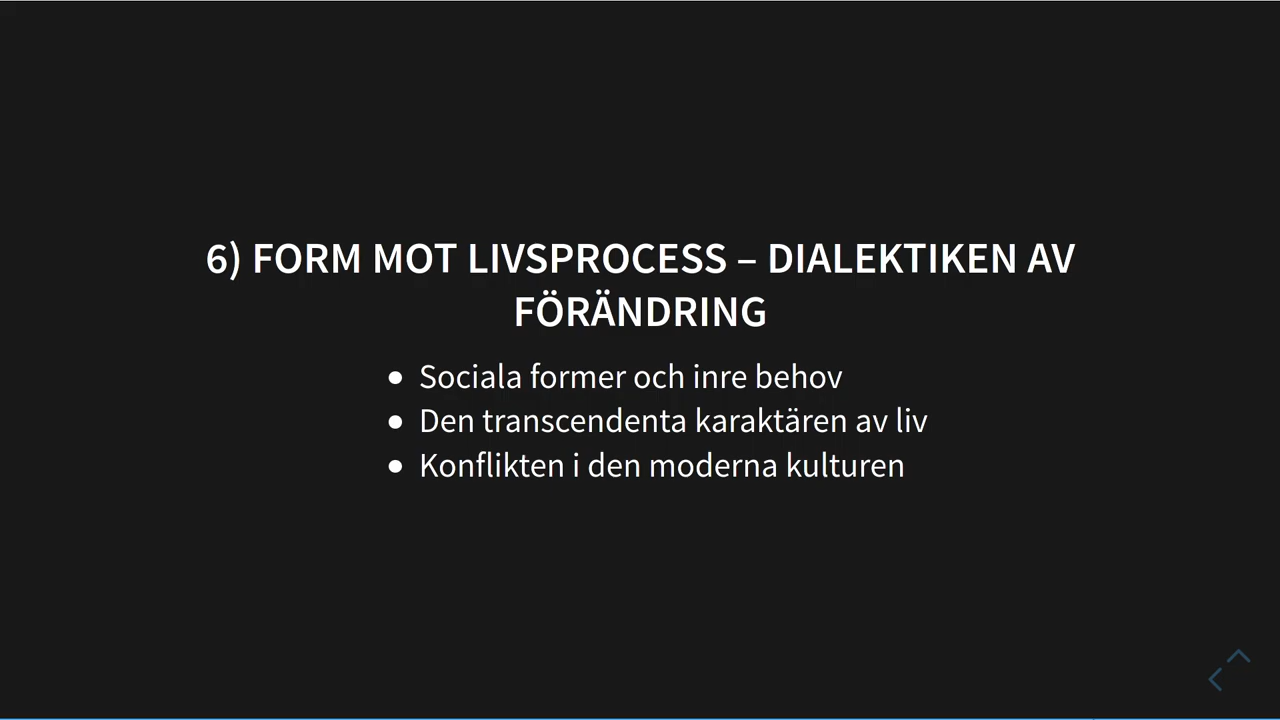 6) FORM MOT LIVSPROCESS – DIALEKTIKEN AV
FÖRÄNDRING
• Sociala former och inre behov
• Den transcendenta karaktären av liv
• Konflikten i den moderna kulturen